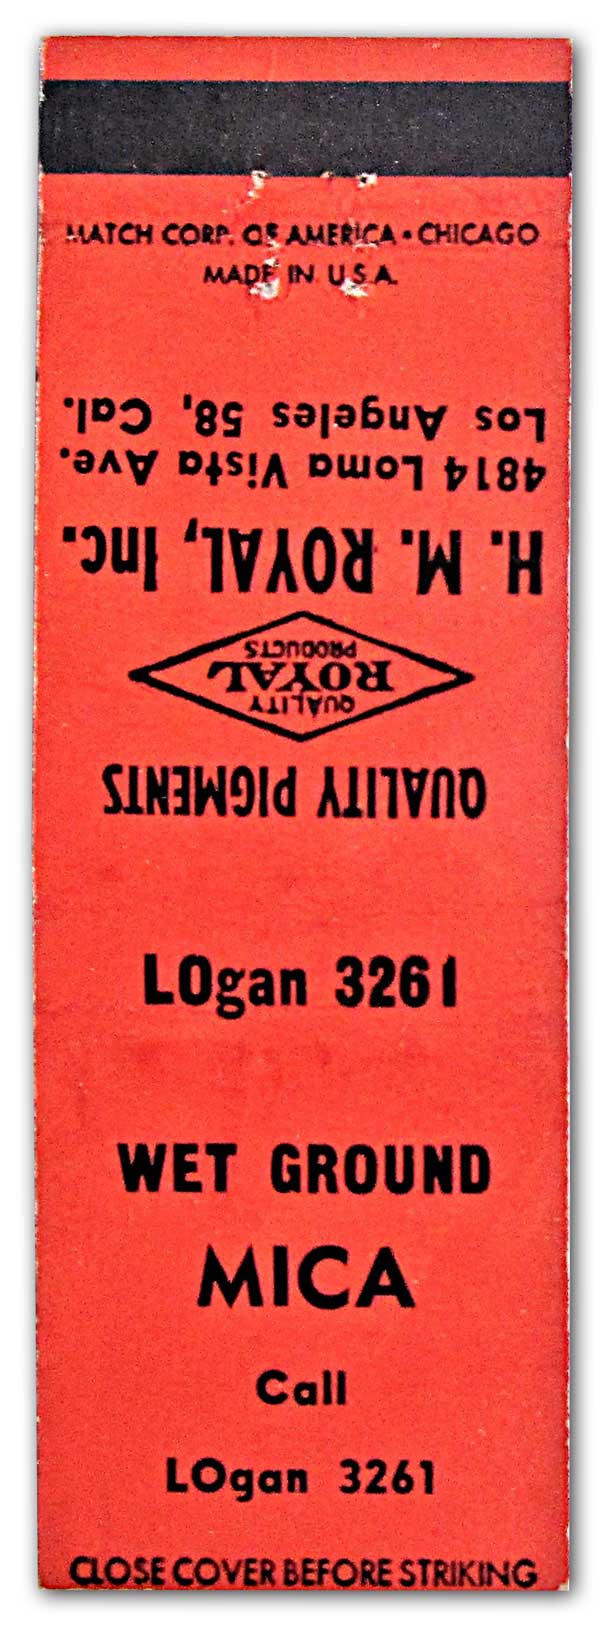 MATCH CORP. OF AMERICA • CHICAGO
MADE IN U.S.A.
QUALITY PIGMENTS
QUALITY
ROYAL
PRODUCTS
H. M. ROYAL, Inc.
4814 Loma Vista Ave.
Los Angeles 58, Cal.
LOgan 3261
WET GROUND
MICA
Call
LOgan 3261
CLOSE COVER BEFORE STRIKING